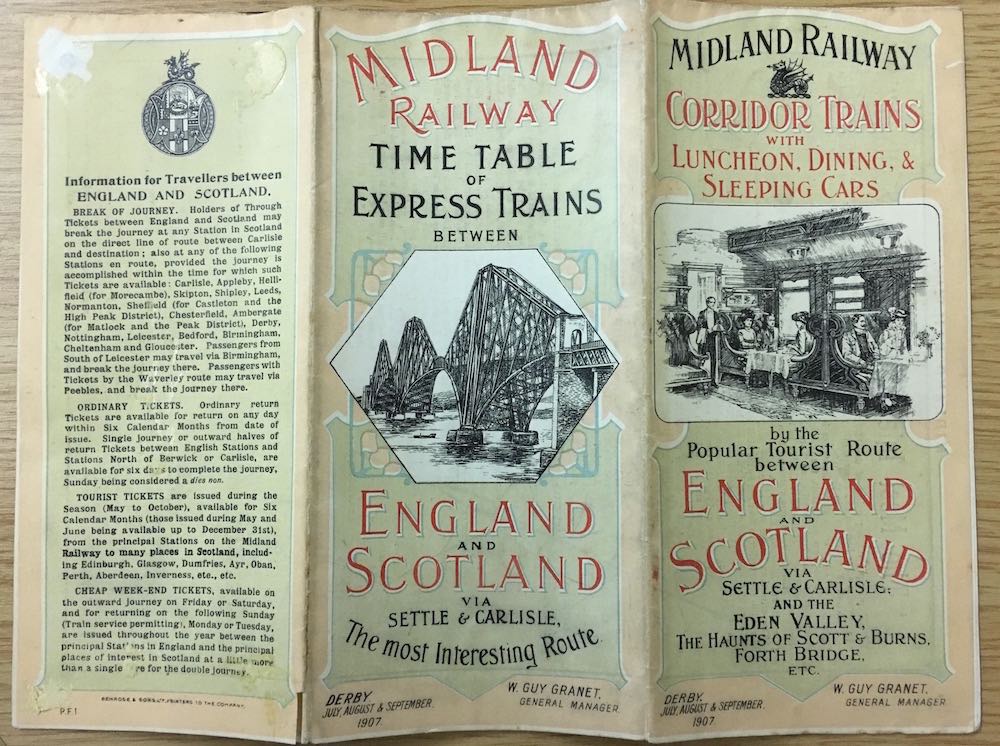 Information for Travellers between
ENGLAND AND SCOTLAND.
BREAK OF JOURNEY. Holders of Through
Tickets between England and Scotland may
break the journey at any Station in Scotland
on the direct line of route between Carlisle
and destination; also at any of the following
Stations en route, provided the journey is
accomplished within the time for which such
Tickets are available: Carlisle, Appleby, Helli-
field (for Morecambe), Skipton, Shipley, Leeds,
Normanton, Sheffield (for Castleton and the
High Peak District), Chesterfield, Ambergate
(for Matlock and the Peak District), Derby,
Nottingham, Leicester, Bedford, Birmingham,
Cheltenham and Gloucester. Passengers from
South of Leicester may travel via Birmingham,
and break the journey there. Passengers with
Tickets by the Waverley route may travel via
Peebles, and break the journey there.
ORDINARY TICKETS. Ordinary return
Tickets are available for return on any day
within Six Calendar Months from date of
issue. Single journey or outward halves of
return Tickets between English Stations and
Stations North of Berwick or Carlisle, are
available for six days to complete the journey,
Sunday being considered a dies non.
TOURIST TICKETS are issued during the
Season (May to October), available for Six
Calendar Months (those issued during May and
June being available up to December 31st),
from the principal Stations on the Midland
Railway to many places in Scotland, includ-
ing Edinburgh, Glasgow, Dumfries, Ayr, Oban,
Perth, Aberdeen, Inverness, etc., etc.
CHEAP WEEK-END TICKETS, available on
the outward journey on Friday or Saturday,
and for returning on the following Sunday
(Train service permitting), Monday or Tuesday,
are issued throughout the year between the
principal Stations in England and the principal
places of interest in Scotland at a little more
than a single fare for the double journey.
P.F.1
BEMROSE & SONS LTD, PRINTERS TO THE COMPANY.
MIDLAND
RAILWAY
TIME TABLE
OF
EXPRESS TRAINS
BETWEEN
ENGLAND
AND
SCOTLAND
VIA
SETTLE & CARLISLE,
The most Interesting Route.
DERBY
JULY, AUGUST & SEPTEMBER
1907.
W. GUY GRANET,
GENERAL MANAGER.
MIDLAND RAILWAY
CORRIDOR TRAINS
WITH
LUNCHEON, DINING, &
SLEEPING CARS
by the
Popular Tourist Route
between
ENGLAND
AND
SCOTLAND
VIA
SETTLE & CARLISLE:
AND THE
EDEN VALLEY,
THE HAUNTS OF SCOTT & BURNS,
FORTH BRIDGE,
ETC.
DERBY,
JULY, AUGUST & SEPTEMBER,
1907.
W. GUY GRANET,
GENERAL MANAGER.